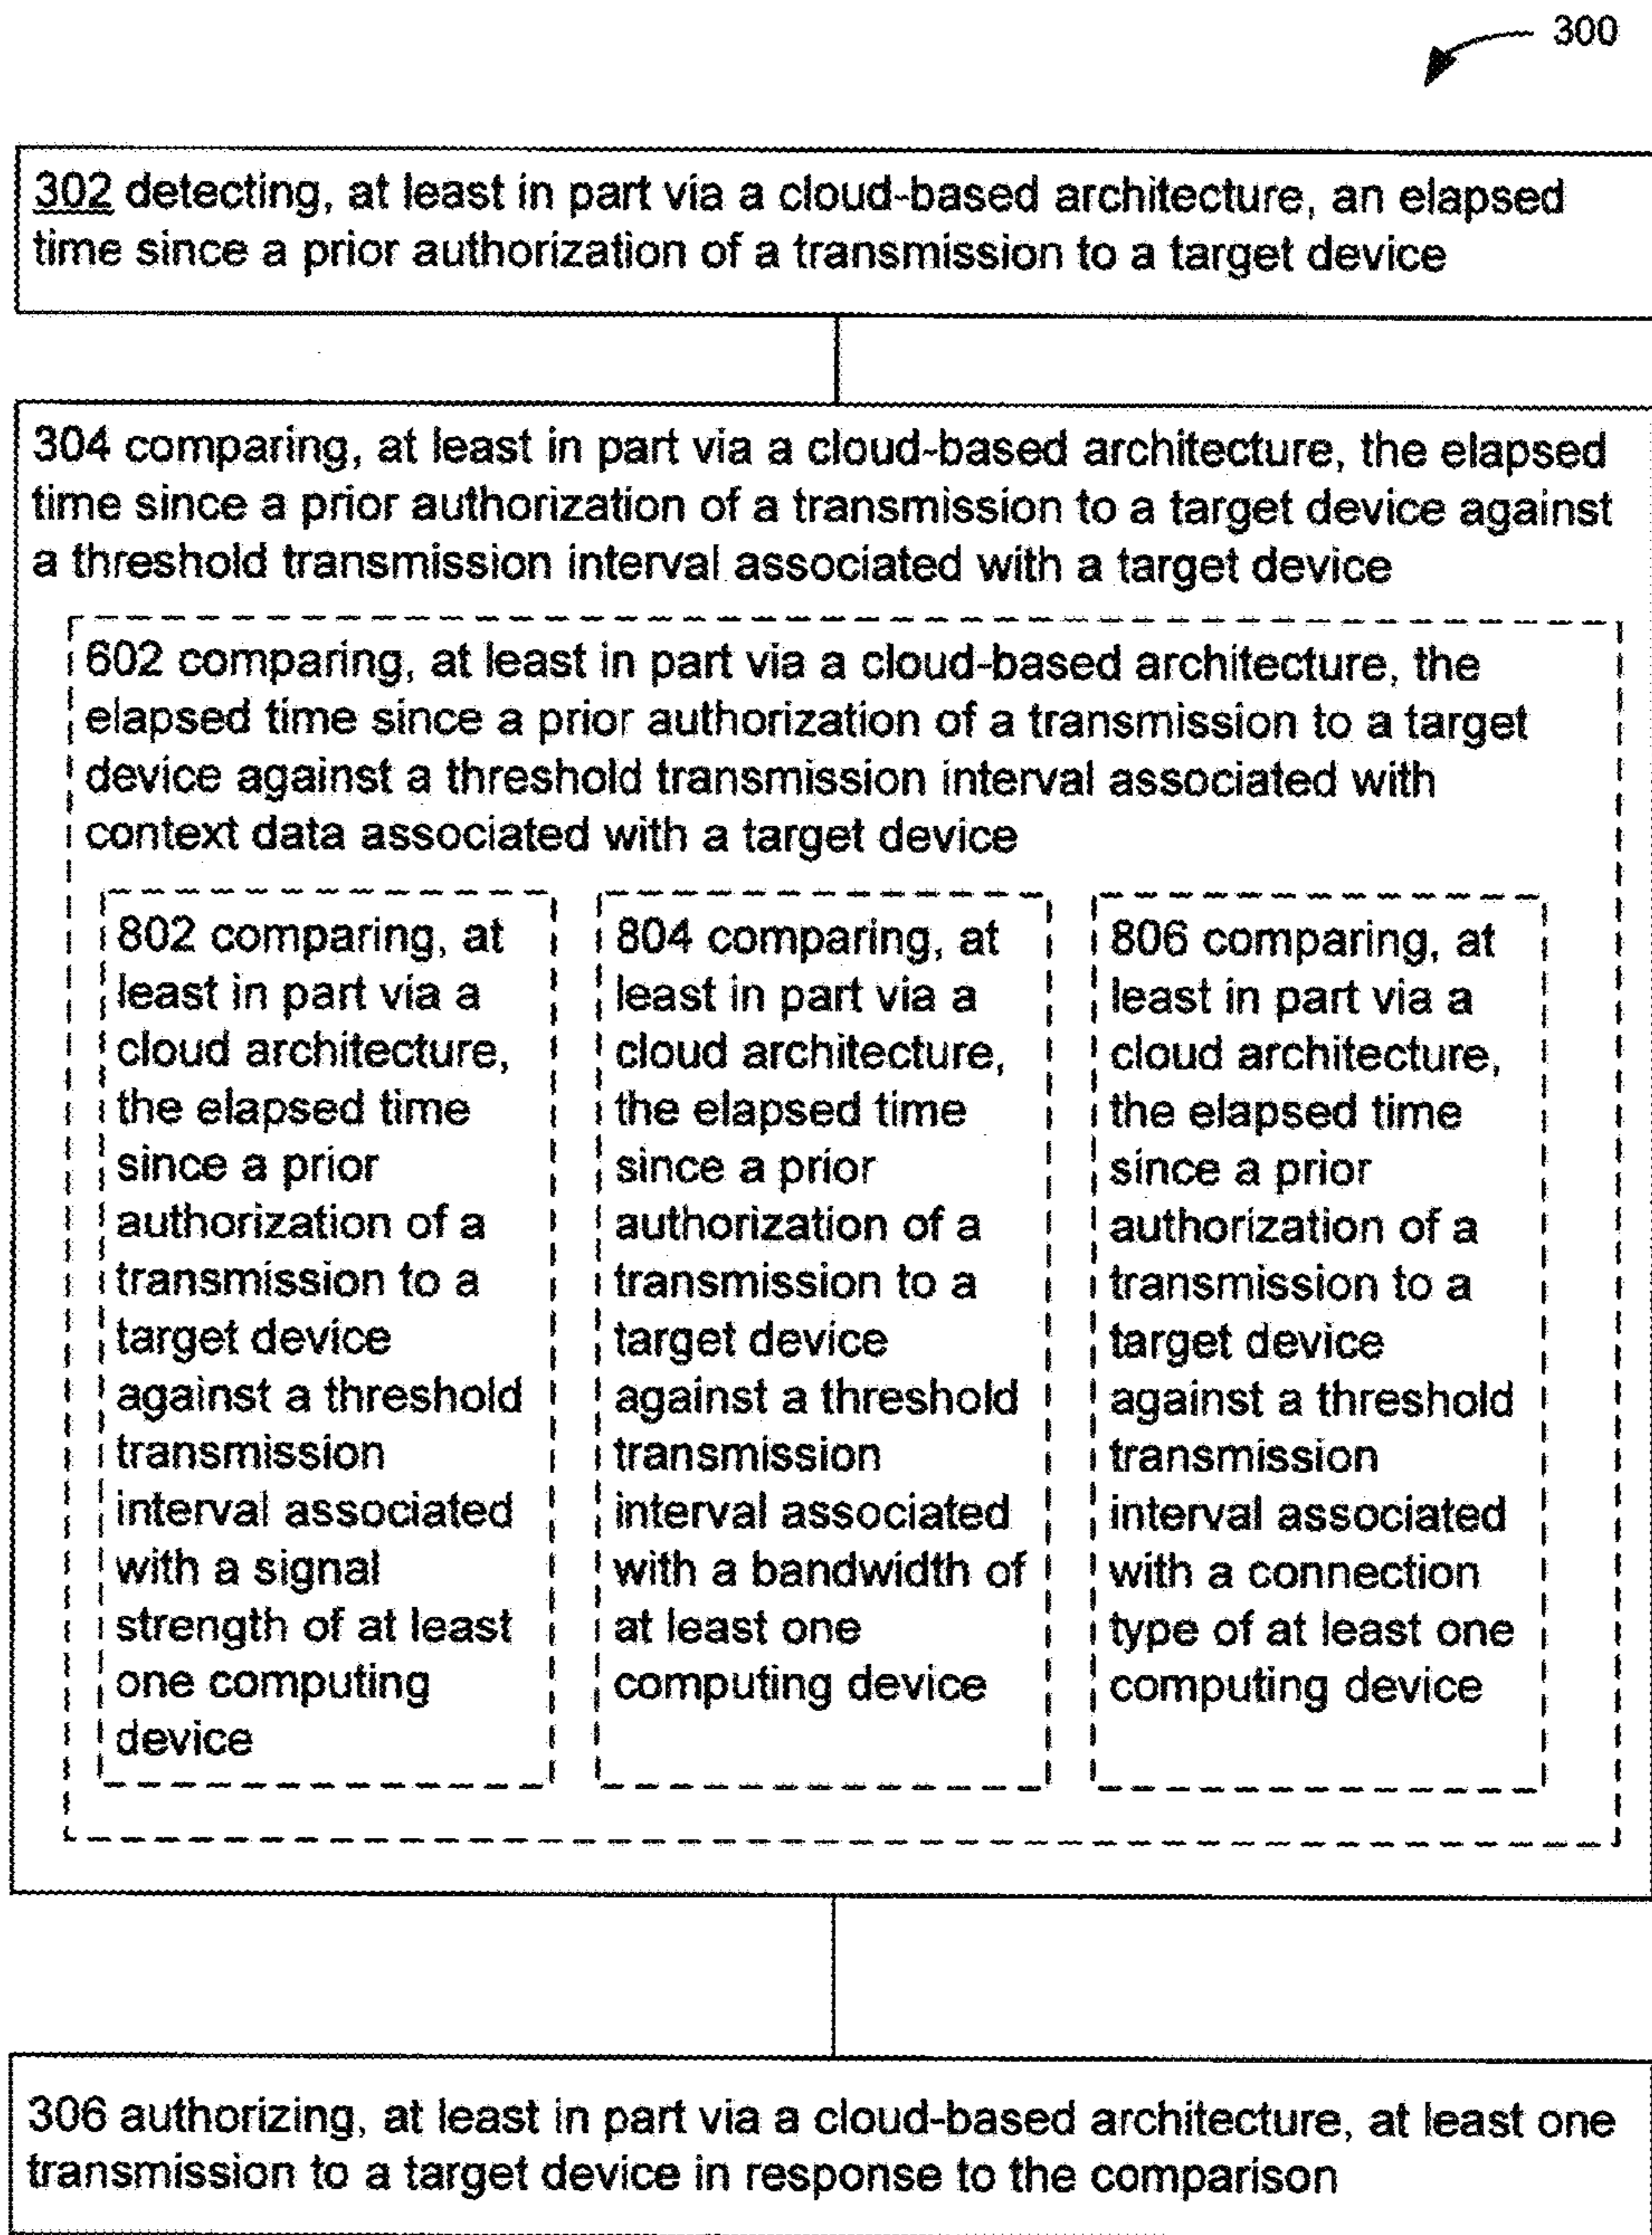 300
302 detecting, at least in part via a cloud-based architecture, an elapsed
time since a prior authorization of a transmission to a target device
304 comparing, at least in part via a cloud-based architecture, the elapsed
time since a prior authorization of a transmission to a target device against
a threshold transmission interval associated with a target device
602 comparing, at least in part via a cloud-based architecture, the
elapsed time since a prior authorization of a transmission to a target
device against a threshold transmission interval associated with
context data associated with a target device
802 comparing, at
least in part via a
cloud architecture,
the elapsed time
since a prior
authorization of a
transmission to a
target device
against a threshold
transmission
interval associated
with a signal
strength of at least
one computing
device
804 comparing, at
least in part via a
cloud architecture,
the elapsed time
since a prior
authorization of a
transmission to a
target device
against a threshold
transmission
interval associated
with a bandwidth of
at least one
computing device
806 comparing, at
least in part via a
cloud architecture,
the elapsed time
since a prior
authorization of a
transmission to a
target device
against a threshold
transmission
interval associated
with a connection
type of at least one
computing device
306 authorizing, at least in part via a cloud-based architecture, at least one
transmission to a target device in response to the comparison